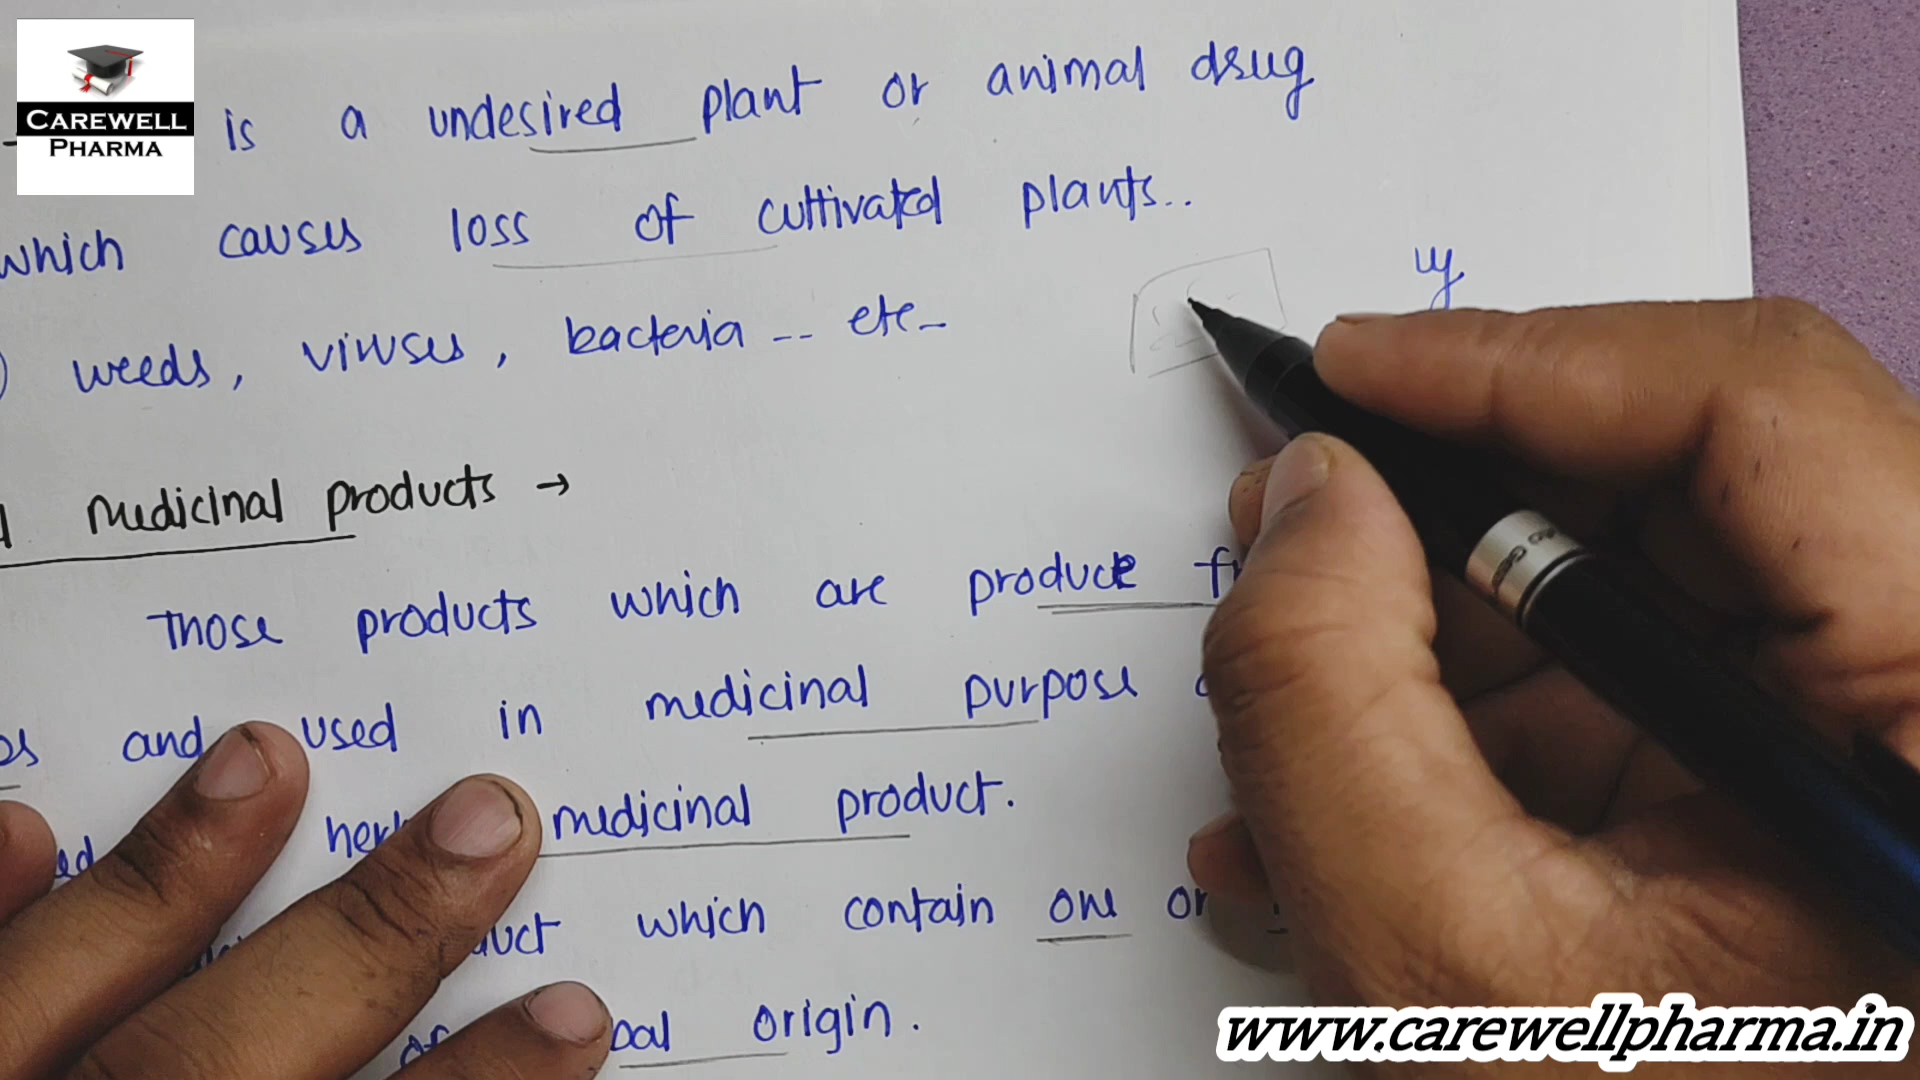 CAREWELL
PHARMA
is a undesired plant or animal drug
which causes loss of cultivated plants..
weeds, viruses, bacteria -- etc-
medicinal products →
Those products which are produce
and used in medicinal purpose
medicinal product.
which contain one or
origin.
www.carewellpharma.in